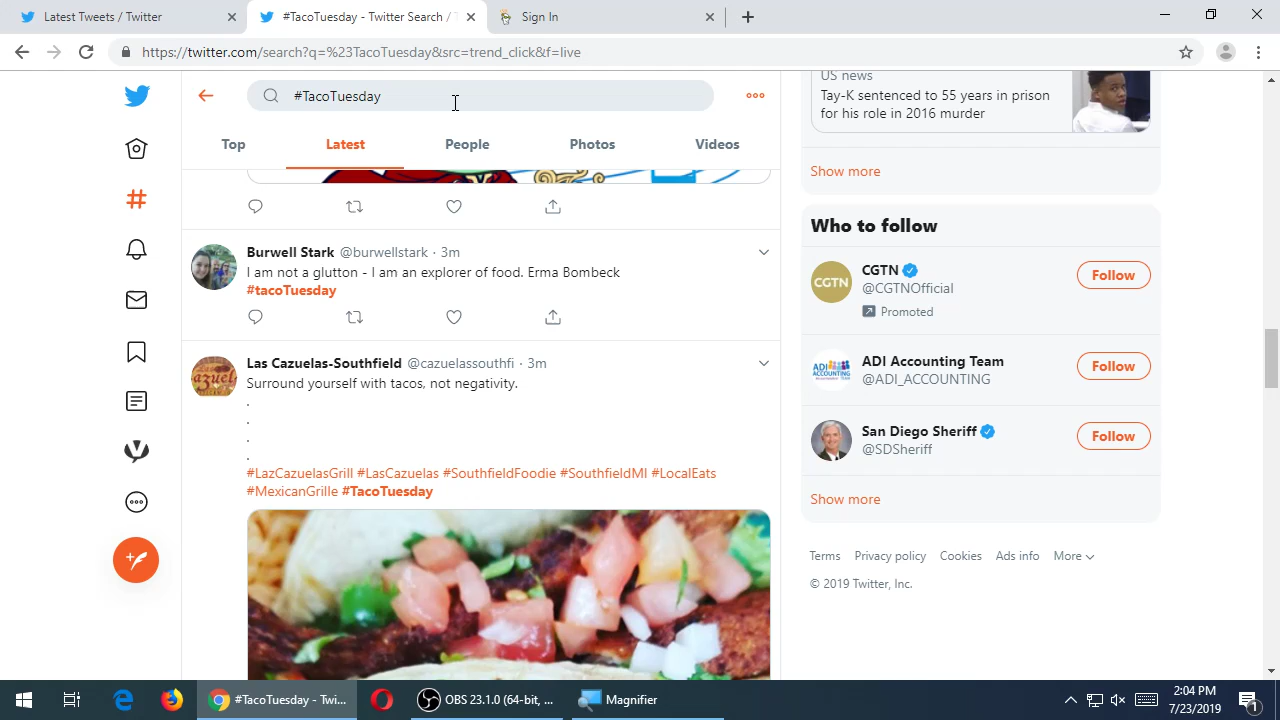 Latest Tweets / Twitter
#TacoTuesday - Twitter Search / T
Sign In
https://twitter.com/search?q=%23TacoTuesday&src=trend_click&f=live
#TacoTuesday
Top
Latest
People
Photos
Videos
Burwell Stark @burwellstark · 3m
I am not a glutton - I am an explorer of food. Erma Bombeck
#tacoTuesday
Las Cazuelas-Southfield @cazuelassouthfi · 3m
Surround yourself with tacos, not negativity.
.
.
.
.
#LazCazuelasGrill #LasCazuelas #SouthfieldFoodie #SouthfieldMI #LocalEats
#MexicanGrille #TacoTuesday
US news
Tay-K sentenced to 55 years in prison
for his role in 2016 murder
Show more
Who to follow
CGTN
CGTN
@CGTNOfficial
Promoted
Follow
ADI ACCOUNTING
ADI Accounting Team
@ADI_ACCOUNTING
Follow
San Diego Sheriff
@SDSheriff
Follow
Show more
Terms Privacy policy Cookies Ads info More
© 2019 Twitter, Inc.
#TacoTuesday - Twi...
OBS 23.1.0 (64-bit, ...
Magnifier
2:04 PM
7/23/2019
1